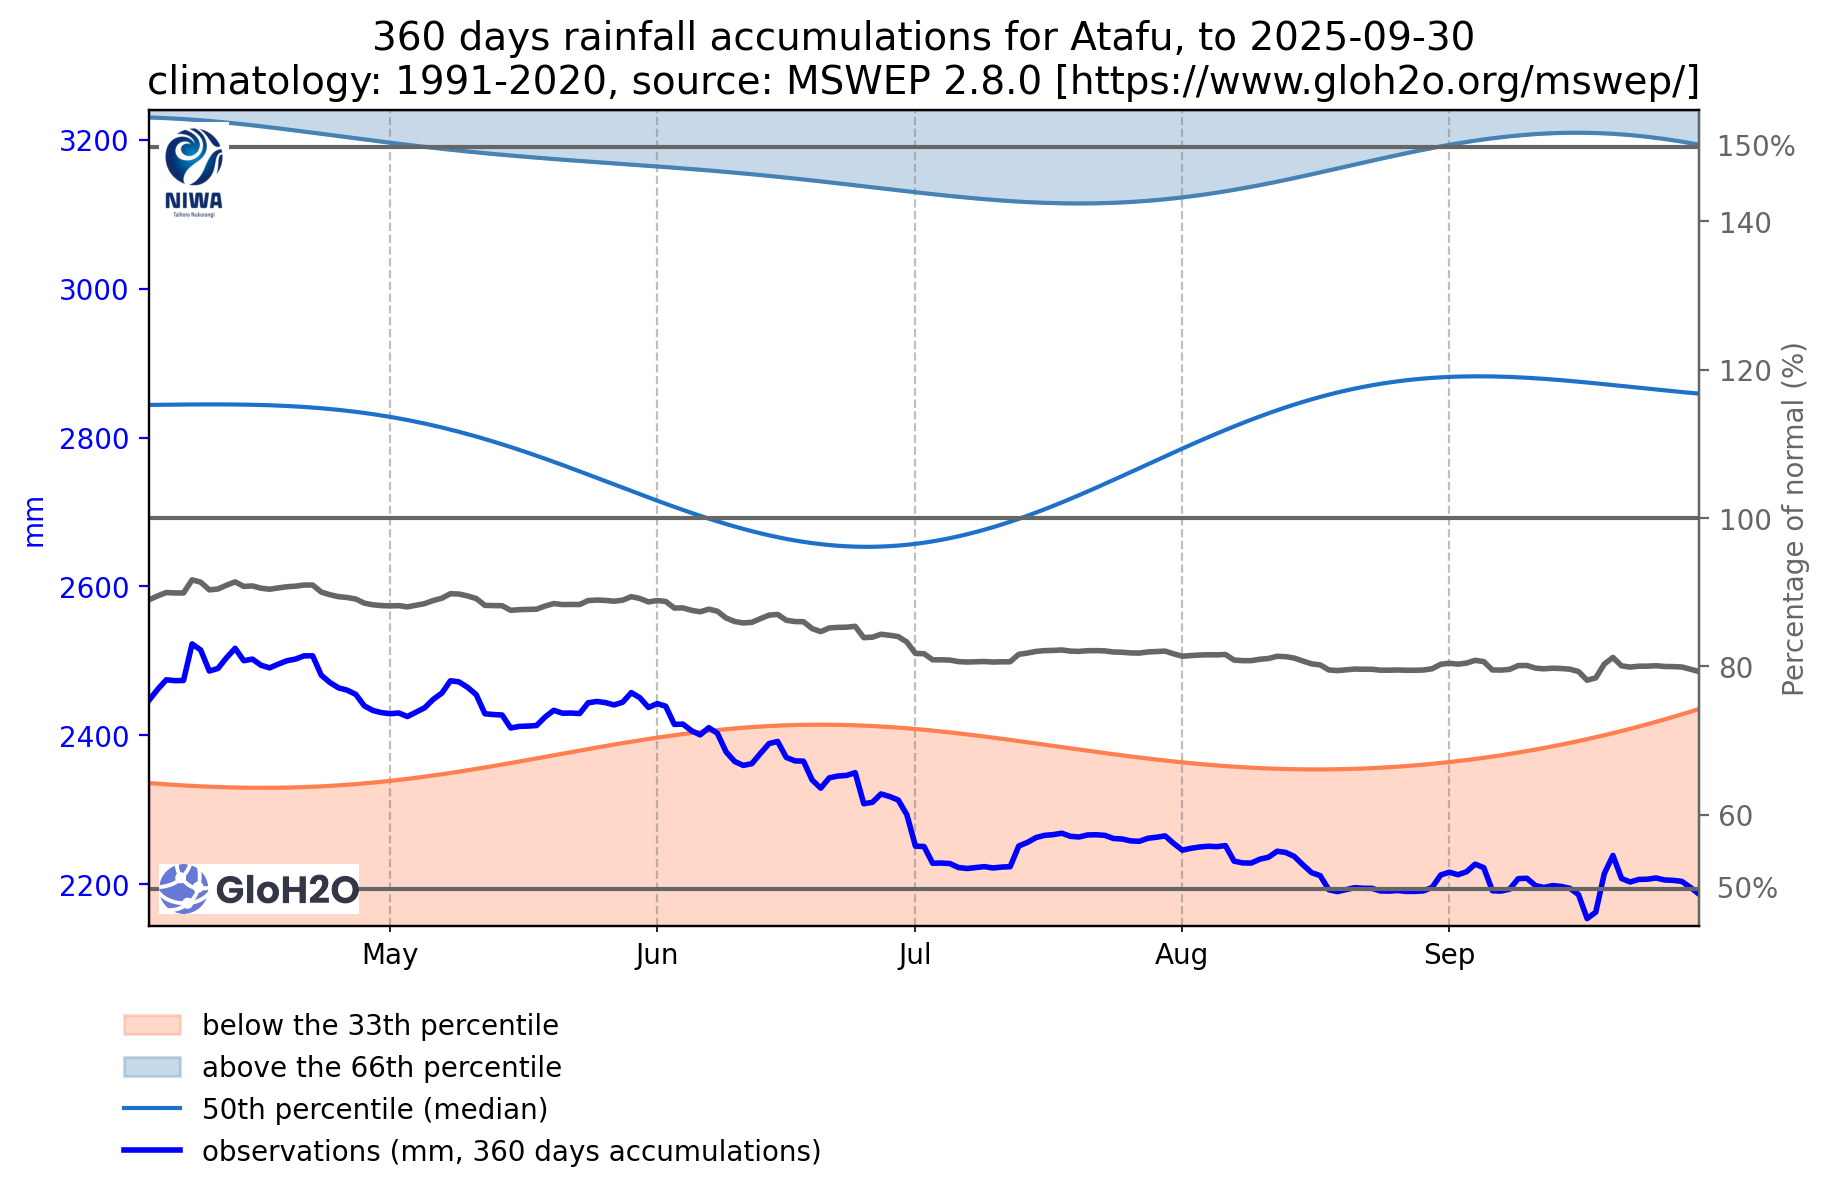 360 days rainfall accumulations for Atafu, to 2025-09-30
climatology: 1991-2020, source: MSWEP 2.8.0 [https://www.gloh2o.org/mswep/]
NIWA
Taihoro Nukurangi
3200
3000
2800
2600
2400
2200
mm
150%
140
120
100
80
60
50%
Percentage of normal (%)
GloH2O
May
Jun
Jul
Aug
Sep
below the 33th percentile
above the 66th percentile
50th percentile (median)
observations (mm, 360 days accumulations)